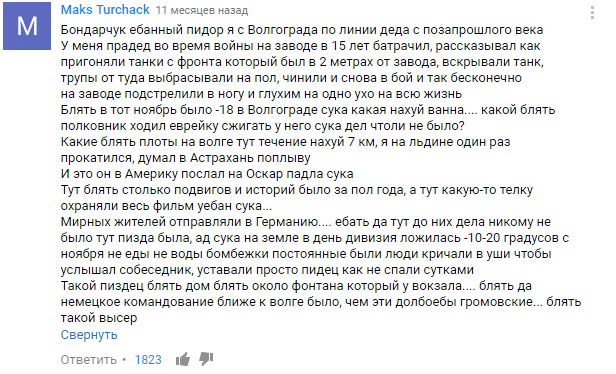 M
Maks Turchack 11 месяцев назад
Бондарчук ебанный пидор я с Волгограда по линии деда с позапрошлого века
У меня прадед во время войны на заводе в 15 лет батрачил, рассказывал как
пригоняли танки с фронта который был в 2 метрах от завода, вскрывали танк,
трупы от туда выбрасывали на пол, чинили и снова в бой и так бесконечно
на заводе подстрелили в ногу и глухим на одно ухо на всю жизнь
Блять в тот ноябрь было -18 в Волгограде сука какая нахуй ванна.... какой блять
полковник ходил еврейку сжигать у него сука дел чтоли не было?
Какие блять плоты на волге тут течение нахуй 7 км, я на льдине один раз
прокатился, думал в Астрахань поплыву
И это он в Америку послал на Оскар падла сука
Тут блять столько подвигов и историй было за пол года, а тут какую-то телку
охраняли весь фильм уебан сука...
Мирных жителей отправляли в Германию.... ебать да тут до них дела никому не
было тут пизда была, ад сука на земле в день дивизия ложилась -10-20 градусов с
ноября не еды не воды бомбежки постоянные были люди кричали в уши чтобы
услышал собеседник, уставали просто пидец как не спали сутками
Такой пиздец блять дом блять около фонтана который у вокзала.... блять да
немецкое командование ближе к волге было, чем эти долбоебы громовские... блять
такой высер
Свернуть
Ответить • 1823